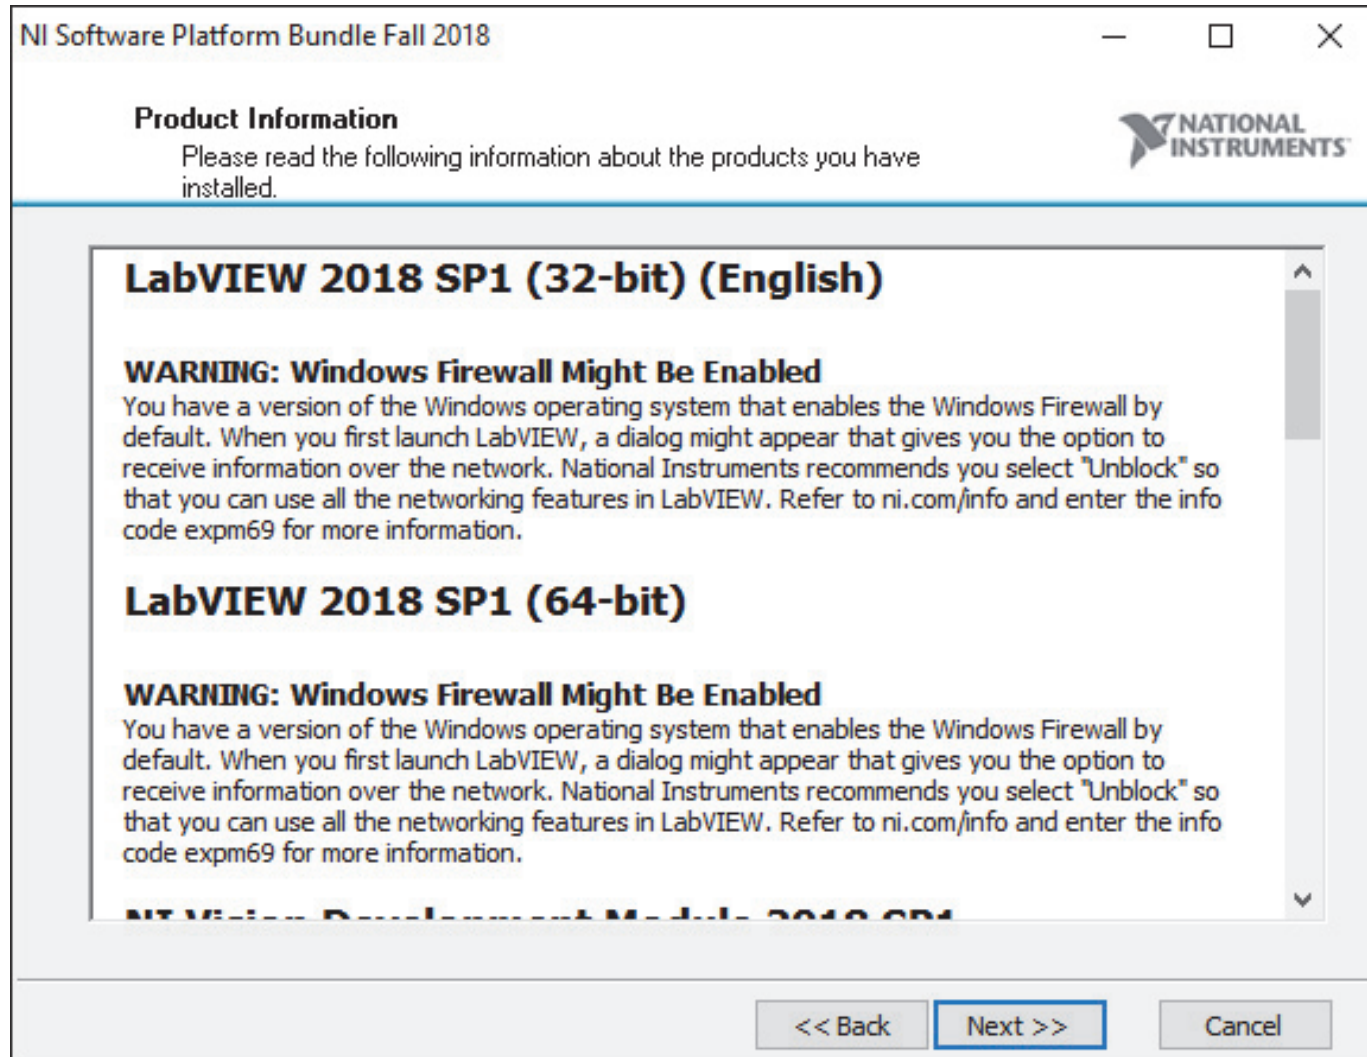 NI Software Platform Bundle Fall 2018
Product Information
Please read the following information about the products you have
installed.
NATIONAL
INSTRUMENTS
LabVIEW 2018 SP1 (32-bit) (English)
WARNING: Windows Firewall Might Be Enabled
You have a version of the Windows operating system that enables the Windows Firewall by
default. When you first launch LabVIEW, a dialog might appear that gives you the option to
receive information over the network. National Instruments recommends you select "Unblock" so
that you can use all the networking features in LabVIEW. Refer to ni.com/info and enter the info
code expm69 for more information.
LabVIEW 2018 SP1 (64-bit)
WARNING: Windows Firewall Might Be Enabled
You have a version of the Windows operating system that enables the Windows Firewall by
default. When you first launch LabVIEW, a dialog might appear that gives you the option to
receive information over the network. National Instruments recommends you select "Unblock" so
that you can use all the networking features in LabVIEW. Refer to ni.com/info and enter the info
code expm69 for more information.
NI Vision Development Module 2018 SP1
<< Back
Next >>
Cancel